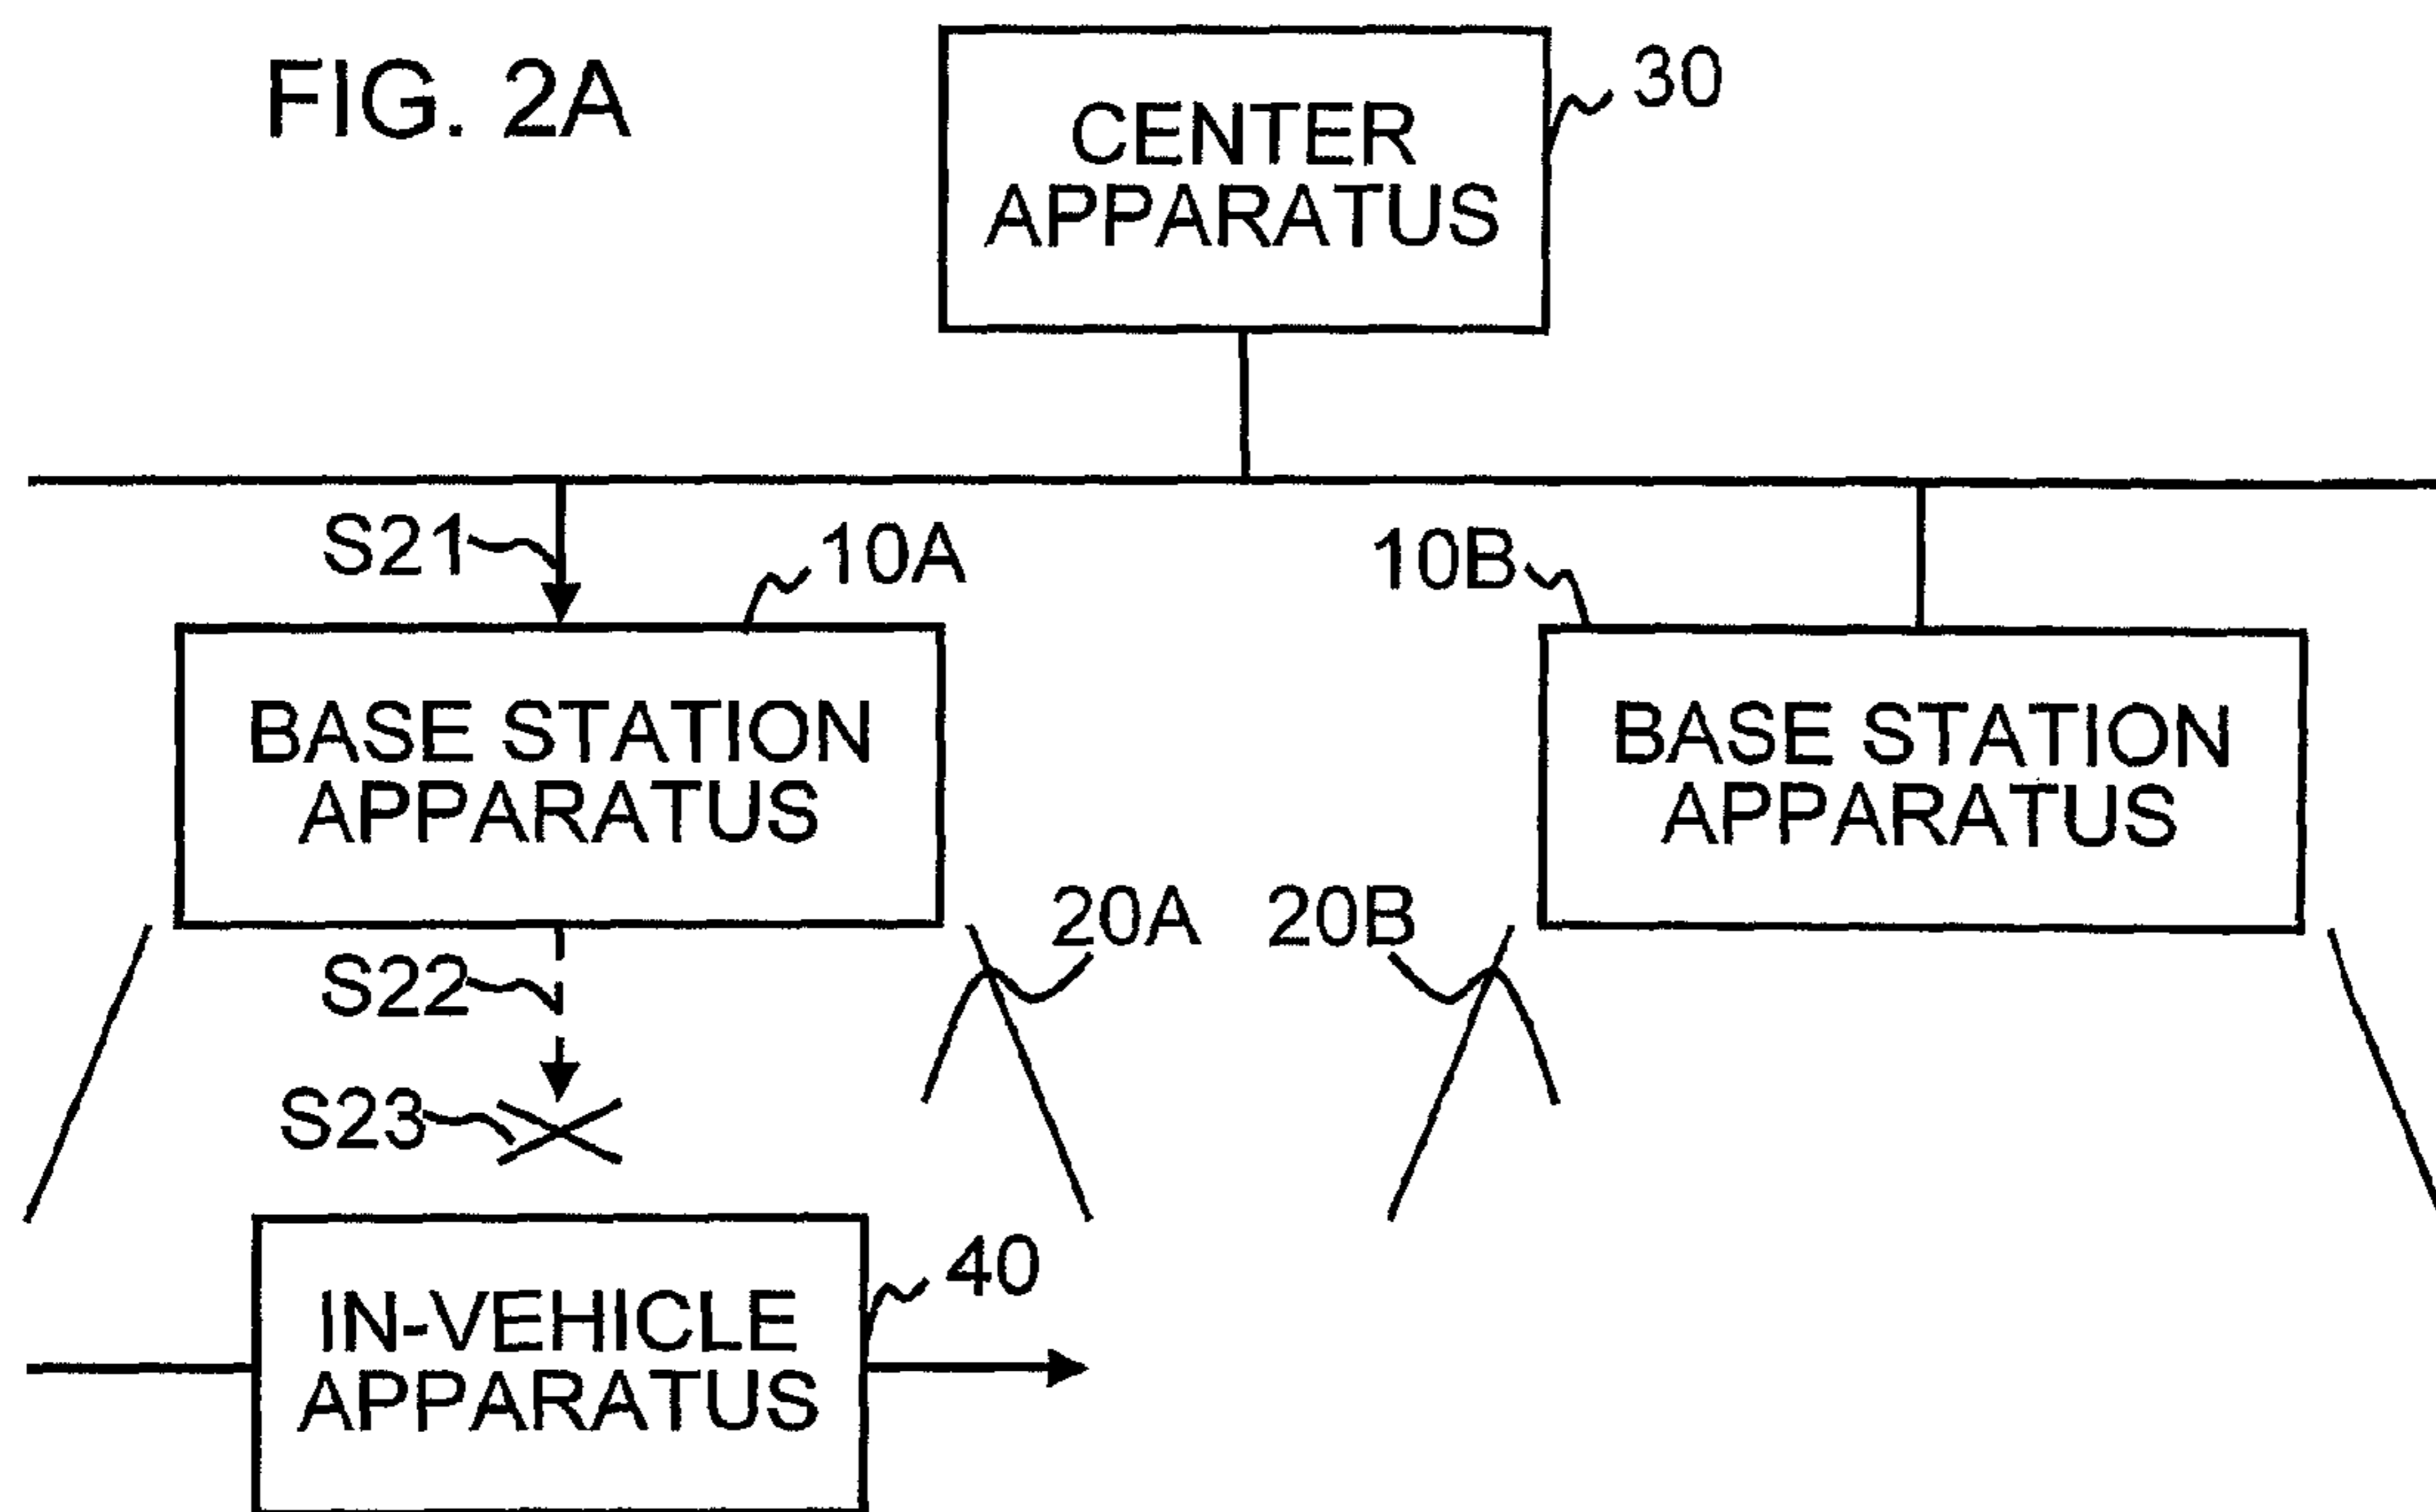 FIG. 2A
30
CENTER
APPARATUS
S21
10A
10B
BASE STATION
APPARATUS
BASE STATION
APPARATUS
20A
20B
S22
S23
40
IN-VEHICLE
APPARATUS